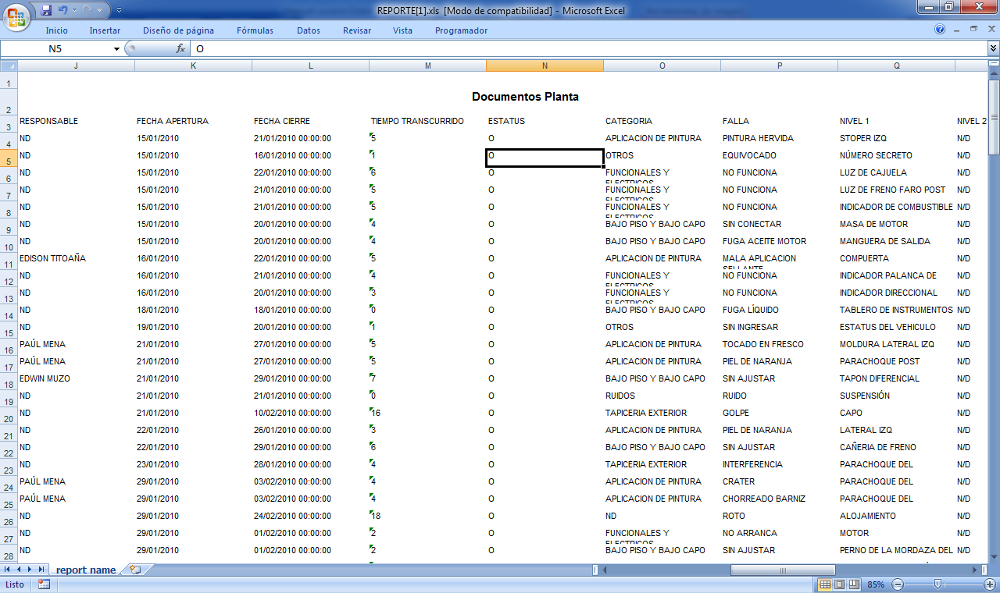 REPORTE[1].xls [Modo de compatibilidad] - Microsoft Excel
Inicio Insertar Diseño de página Fórmulas Datos Revisar Vista Programador
N5 fx O
J K L M N O P Q
1
2 Documentos Planta
3 RESPONSABLE FECHA APERTURA FECHA CIERRE TIEMPO TRANSCURRIDO ESTATUS CATEGORIA FALLA NIVEL 1 NIVEL 2
4 ND 15/01/2010 21/01/2010 00:00:00 5 O APLICACION DE PINTURA PINTURA HERVIDA STOPER IZQ N/D
5 ND 15/01/2010 16/01/2010 00:00:00 1 O OTROS EQUIVOCADO NÚMERO SECRETO N/D
6 ND 15/01/2010 22/01/2010 00:00:00 6 O FUNCIONALES Y ELECTRICOS NO FUNCIONA LUZ DE CAJUELA N/D
7 ND 15/01/2010 21/01/2010 00:00:00 5 O FUNCIONALES Y ELECTRICOS NO FUNCIONA LUZ DE FRENO FARO POST N/D
8 ND 15/01/2010 21/01/2010 00:00:00 5 O FUNCIONALES Y ELECTRICOS NO FUNCIONA INDICADOR DE COMBUSTIBLE N/D
9 ND 15/01/2010 20/01/2010 00:00:00 4 O BAJO PISO Y BAJO CAPO SIN CONECTAR MASA DE MOTOR N/D
10 ND 15/01/2010 20/01/2010 00:00:00 4 O BAJO PISO Y BAJO CAPO FUGA ACEITE MOTOR MANGUERA DE SALIDA N/D
11 EDISON TITOAÑA 16/01/2010 22/01/2010 00:00:00 5 O APLICACION DE PINTURA MALA APLICACION SELLANTE COMPUERTA N/D
12 ND 16/01/2010 21/01/2010 00:00:00 4 O FUNCIONALES Y ELECTRICOS NO FUNCIONA INDICADOR PALANCA DE N/D
13 ND 16/01/2010 20/01/2010 00:00:00 3 O FUNCIONALES Y ELECTRICOS NO FUNCIONA INDICADOR DIRECCIONAL N/D
14 ND 18/01/2010 18/01/2010 00:00:00 0 O BAJO PISO Y BAJO CAPO FUGA LÍQUIDO TABLERO DE INSTRUMENTOS N/D
15 ND 19/01/2010 20/01/2010 00:00:00 1 O OTROS SIN INGRESAR ESTATUS DEL VEHICULO N/D
16 PAÚL MENA 21/01/2010 27/01/2010 00:00:00 5 O APLICACION DE PINTURA TOCADO EN FRESCO MOLDURA LATERAL IZQ N/D
17 PAÚL MENA 21/01/2010 27/01/2010 00:00:00 5 O APLICACION DE PINTURA PIEL DE NARANJA PARACHOQUE POST N/D
18 EDWIN MUZO 21/01/2010 29/01/2010 00:00:00 7 O BAJO PISO Y BAJO CAPO SIN AJUSTAR TAPON DIFERENCIAL N/D
19 ND 21/01/2010 21/01/2010 00:00:00 0 O RUIDOS RUIDO SUSPENSIÓN N/D
20 ND 21/01/2010 10/02/2010 00:00:00 16 O TAPICERIA EXTERIOR GOLPE CAPO N/D
21 ND 22/01/2010 26/01/2010 00:00:00 3 O APLICACION DE PINTURA PIEL DE NARANJA LATERAL IZQ N/D
22 ND 22/01/2010 29/01/2010 00:00:00 6 O BAJO PISO Y BAJO CAPO SIN AJUSTAR CAÑERIA DE FRENO N/D
23 ND 23/01/2010 28/01/2010 00:00:00 4 O TAPICERIA EXTERIOR INTERFERENCIA PARACHOQUE DEL N/D
24 PAÚL MENA 29/01/2010 03/02/2010 00:00:00 4 O APLICACION DE PINTURA CRATER PARACHOQUE DEL N/D
25 PAÚL MENA 29/01/2010 03/02/2010 00:00:00 4 O APLICACION DE PINTURA CHORREADO BARNIZ PARACHOQUE DEL N/D
26 ND 29/01/2010 24/02/2010 00:00:00 18 O ND ROTO ALOJAMIENTO N/D
27 ND 29/01/2010 01/02/2010 00:00:00 2 O FUNCIONALES Y ELECTRICOS NO ARRANCA MOTOR N/D
28 ND 29/01/2010 01/02/2010 00:00:00 2 O BAJO PISO Y BAJO CAPO SIN AJUSTAR PERNO DE LA MORDAZA DEL N/D
report name
Listo 85%